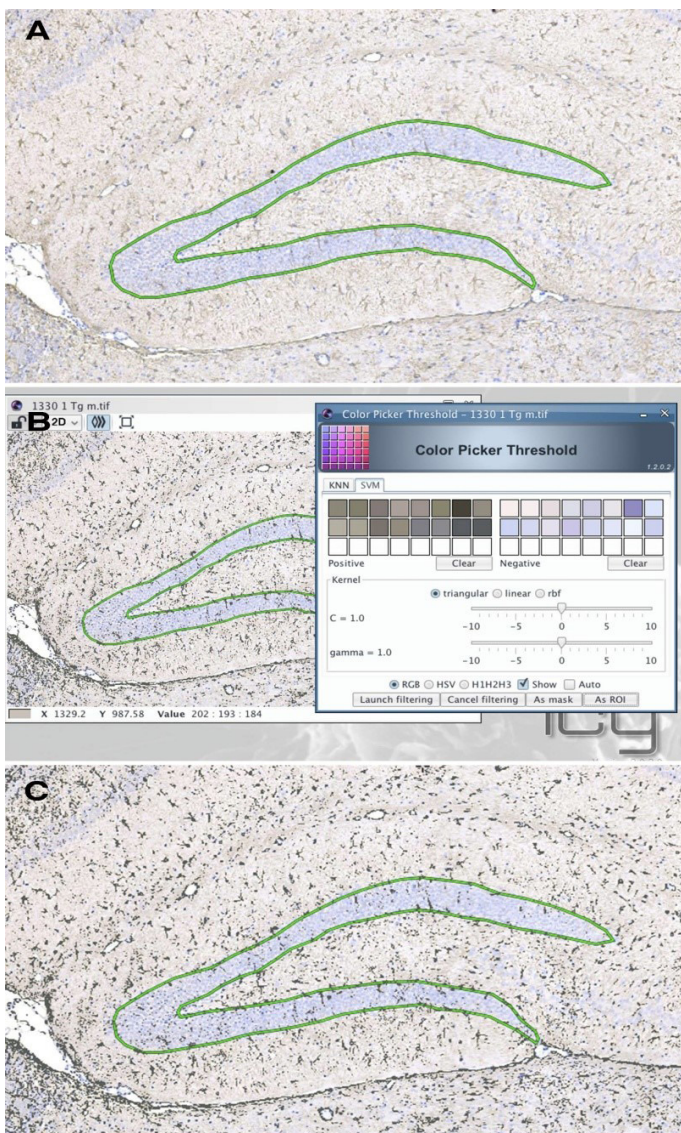 A
1330 1 Tg m.tif
B 2D
Color Picker Threshold – 1330 1 Tg m.tif
Color Picker Threshold
1.2.0.2
KNN SVM
Positive Clear Negative Clear
Kernel
triangular linear rbf
C = 1.0
-10 -5 0 5 10
gamma = 1.0
-10 -5 0 5 10
RGB HSV H1H2H3 Show Auto
Launch filtering Cancel filtering As mask As ROI
X 1329.2 Y 987.58 Value 202 : 193 : 184
icy
C